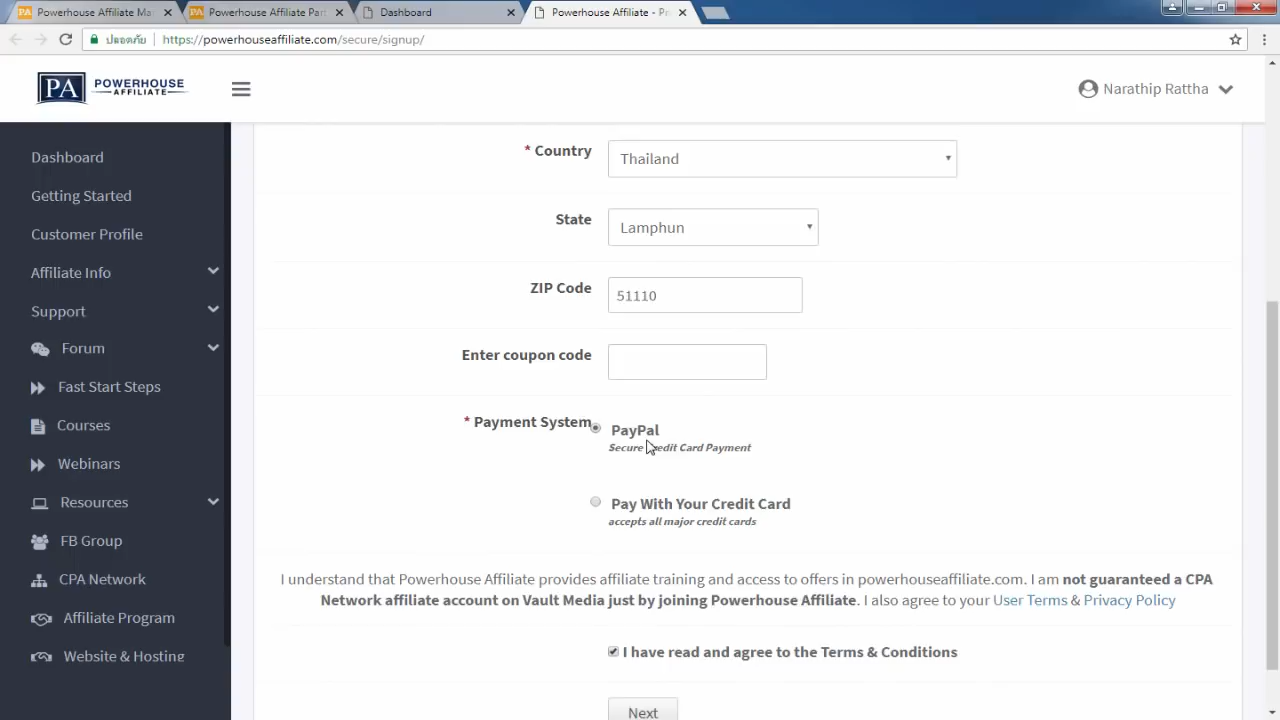 Powerhouse Affiliate Ma
Powerhouse Affiliate Par
Dashboard
Powerhouse Affiliate - Pr
ปลอดภัย
https://powerhouseaffiliate.com/secure/signup/
PA POWERHOUSE
AFFILIATE
Narathip Rattha
Dashboard
Getting Started
Customer Profile
Affiliate Info
Support
Forum
Fast Start Steps
Courses
Webinars
Resources
FB Group
CPA Network
Affiliate Program
Website & Hosting
* Country
Thailand
State
Lamphun
ZIP Code
51110
Enter coupon code
* Payment System
PayPal
Secure Credit Card Payment
Pay With Your Credit Card
accepts all major credit cards
I understand that Powerhouse Affiliate provides affiliate training and access to offers in powerhouseaffiliate.com. I am not guaranteed a CPA
Network affiliate account on Vault Media just by joining Powerhouse Affiliate. I also agree to your User Terms & Privacy Policy
I have read and agree to the Terms & Conditions
Next